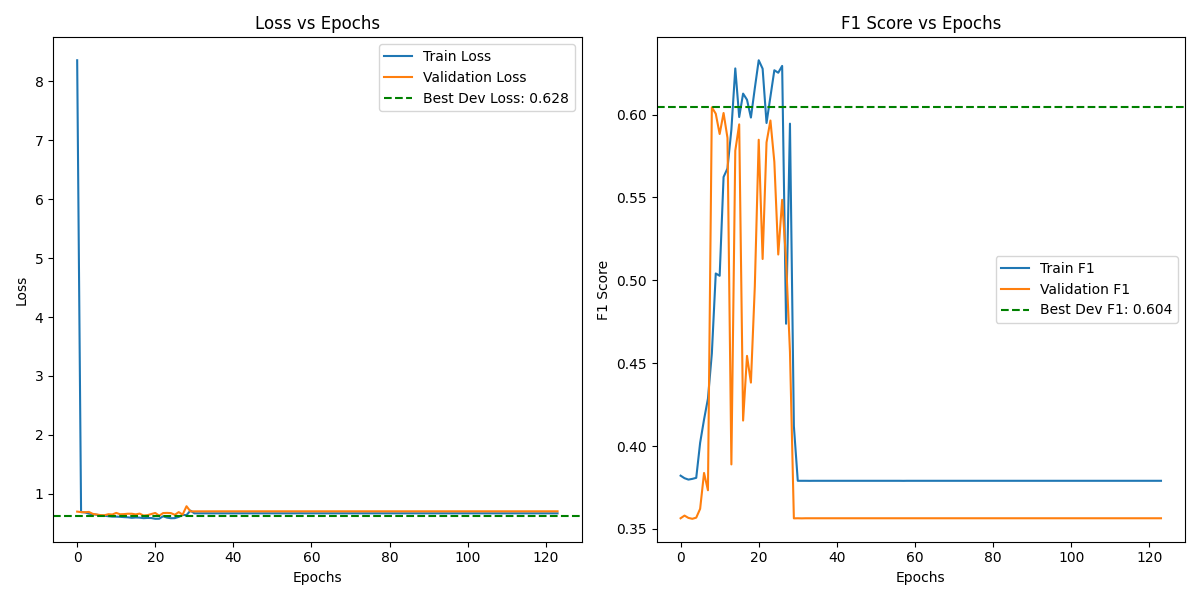 Loss vs Epochs
8
7
6
5
4
3
2
1
Loss
0
20
40
60
80
100
120
Epochs
Train Loss
Validation Loss
Best Dev Loss: 0.628
F1 Score vs Epochs
0.60
0.55
0.50
0.45
0.40
0.35
F1 Score
0
20
40
60
80
100
120
Epochs
Train F1
Validation F1
Best Dev F1: 0.604